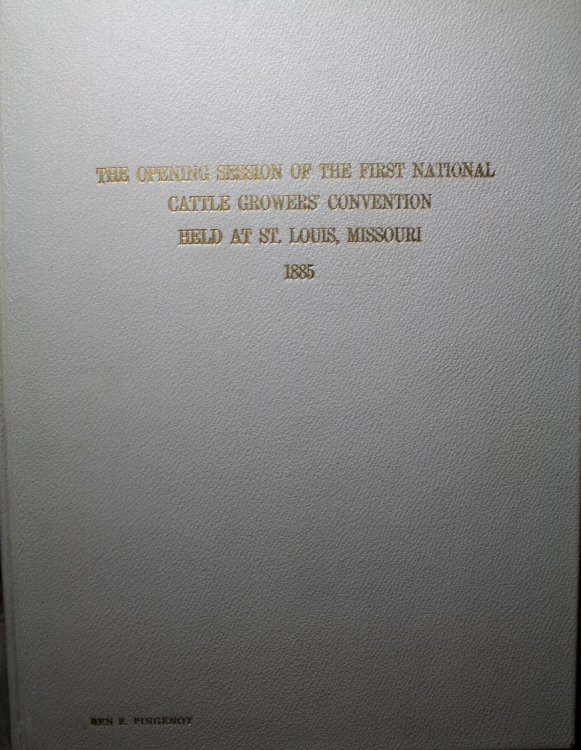 THE OPENING SESSION OF THE FIRST NATIONAL
CATTLE GROWERS' CONVENTION
HELD AT ST. LOUIS, MISSOURI
1885
BEN E. PINGENOT